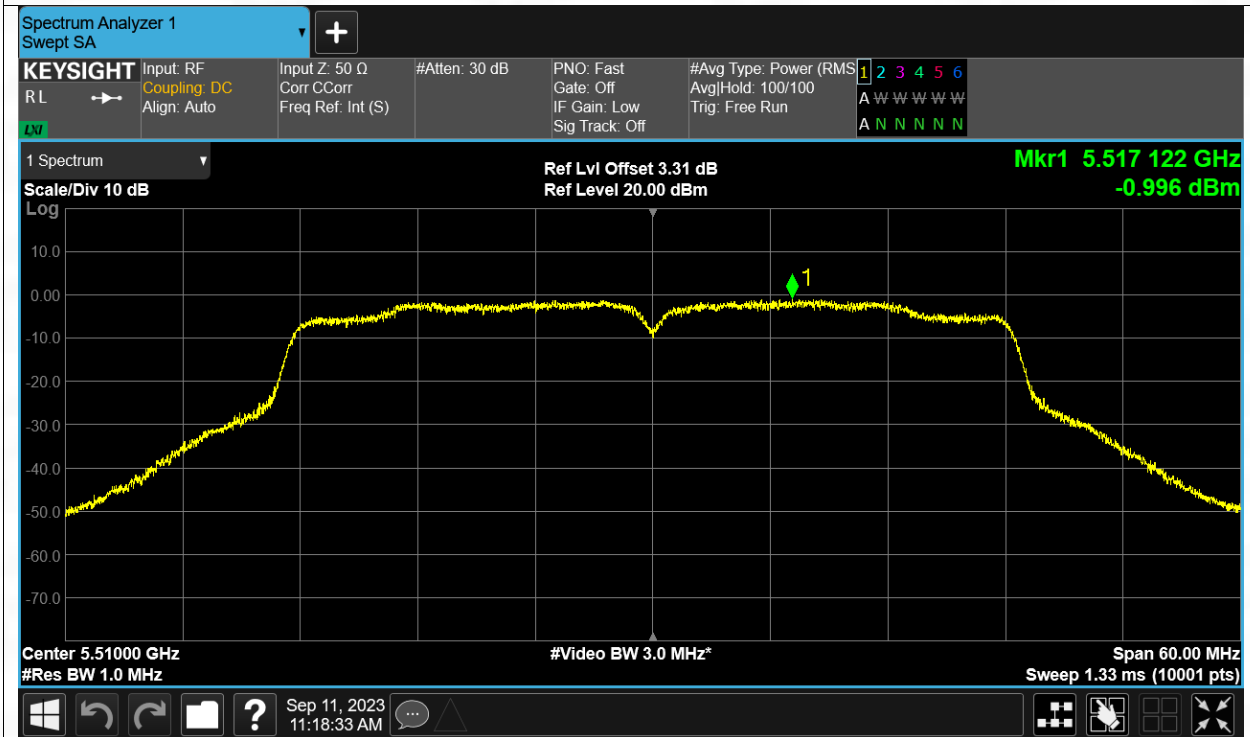 Spectrum Analyzer 1
Swept SA
KEYSIGHT
R L
LXI
Input: RF
Coupling: DC
Align: Auto
Input Z: 50 Ω
Corr CCorr
Freq Ref: Int (S)
#Atten: 30 dB
PNO: Fast
Gate: Off
IF Gain: Low
Sig Track: Off
#Avg Type: Power (RMS
Avg|Hold: 100/100
Trig: Free Run
1 2 3 4 5 6
A W W W W W
A N N N N N
1 Spectrum
Scale/Div 10 dB
Log
Ref Lvl Offset 3.31 dB
Ref Level 20.00 dBm
Mkr1 5.517 122 GHz
-0.996 dBm
10.0
0.00
-10.0
-20.0
-30.0
-40.0
-50.0
-60.0
-70.0
1
Center 5.51000 GHz
#Res BW 1.0 MHz
#Video BW 3.0 MHz*
Span 60.00 MHz
Sweep 1.33 ms (10001 pts)
?
Sep 11, 2023
11:18:33 AM